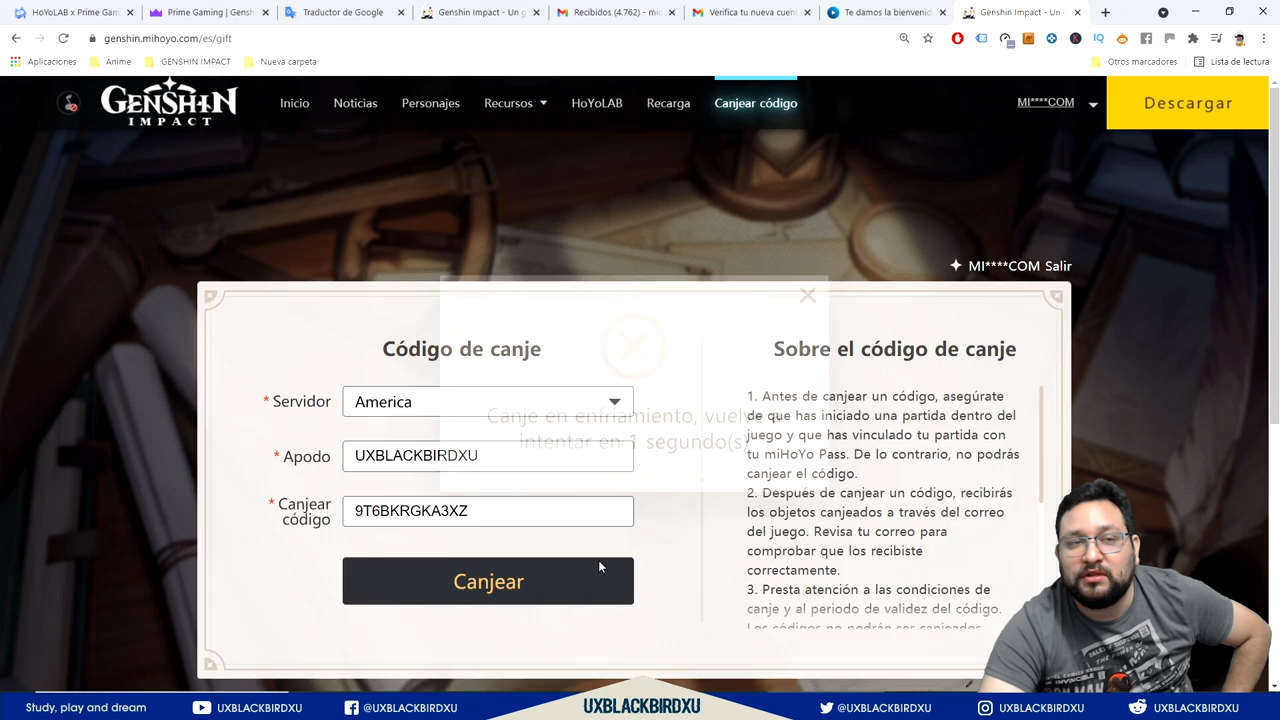 HoYoLAB x Prime Gam
Prime Gaming | Gensh
Traductor de Google
Genshin Impact - Un g
Recibidos (4.762) - mic
Verifica tu nueva cuent
Te damos la bienvenid
Genshin Impact - Un
genshin.mihoyo.com/es/gift
Aplicaciones
Anime
GENSHIN IMPACT
Nueva carpeta
Otros marcadores
Lista de lectura
GENSHIN
IMPACT
Inicio
Noticias
Personajes
Recursos
HoYoLAB
Recarga
Canjear código
MI****COM
Descargar
MI****COM Salir
Código de canje
* Servidor
America
* Apodo
UXBLACKBIRDXU
* Canjear
código
9T6BKRGKA3XZ
Canjear
Canje en enfriamiento, vuelve a
intentar en 1 segundo(s)
Sobre el código de canje
1. Antes de canjear un código, asegúrate
de que has iniciado una partida dentro del
juego y que has vinculado tu partida con
tu miHoYo Pass. De lo contrario, no podrás
canjear el código.
2. Después de canjear un código, recibirás
los objetos canjeados a través del correo
del juego. Revisa tu correo para
comprobar que los recibiste
correctamente.
3. Presta atención a las condiciones de
canje y al periodo de validez del código.
Los códigos no podrán ser canjeados
Study, play and dream
UXBLACKBIRDXU
@UXBLACKBIRDXU
UXBLACKBIRDXU
@UXBLACKBIRDXU
UXBLACKBIRDXU
UXBLACKBIRDXU